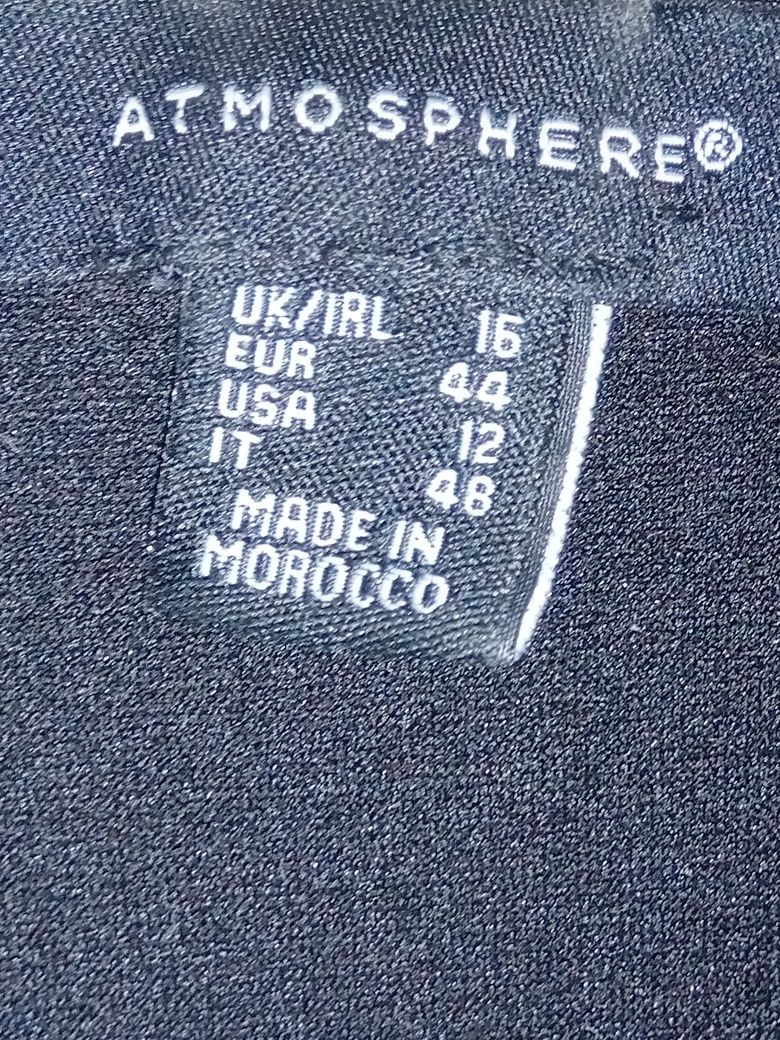 ATMOSPHERE®
UK/IRL 16
EUR 44
USA 12
IT 48
MADE IN
MOROCCO